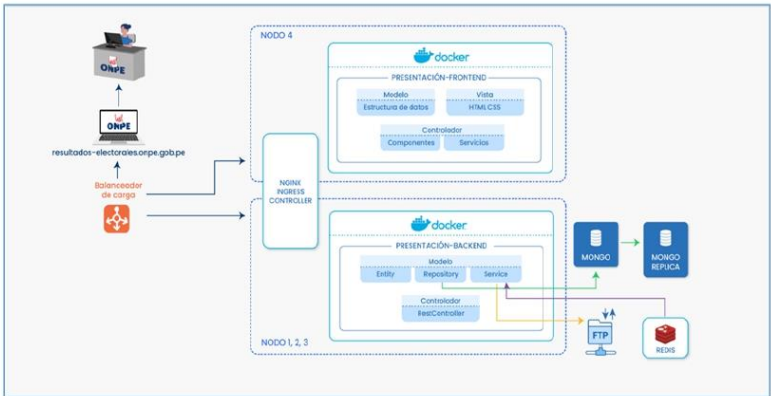 ONPE
ONPE
resultados-electorales.onpe.gob.pe
Balanceador
de carga
NGINX
INGRESS
CONTROLLER
NODO 4
docker
PRESENTACIÓN-FRONTEND
Modelo
Estructura de datos
Vista
HTML CSS
Controlador
Componentes
Servicios
docker
PRESENTACIÓN-BACKEND
Modelo
Entity
Repository
Service
Controlador
RestController
NODO 1, 2, 3
MONGO
MONGO
REPLICA
FTP
REDIS